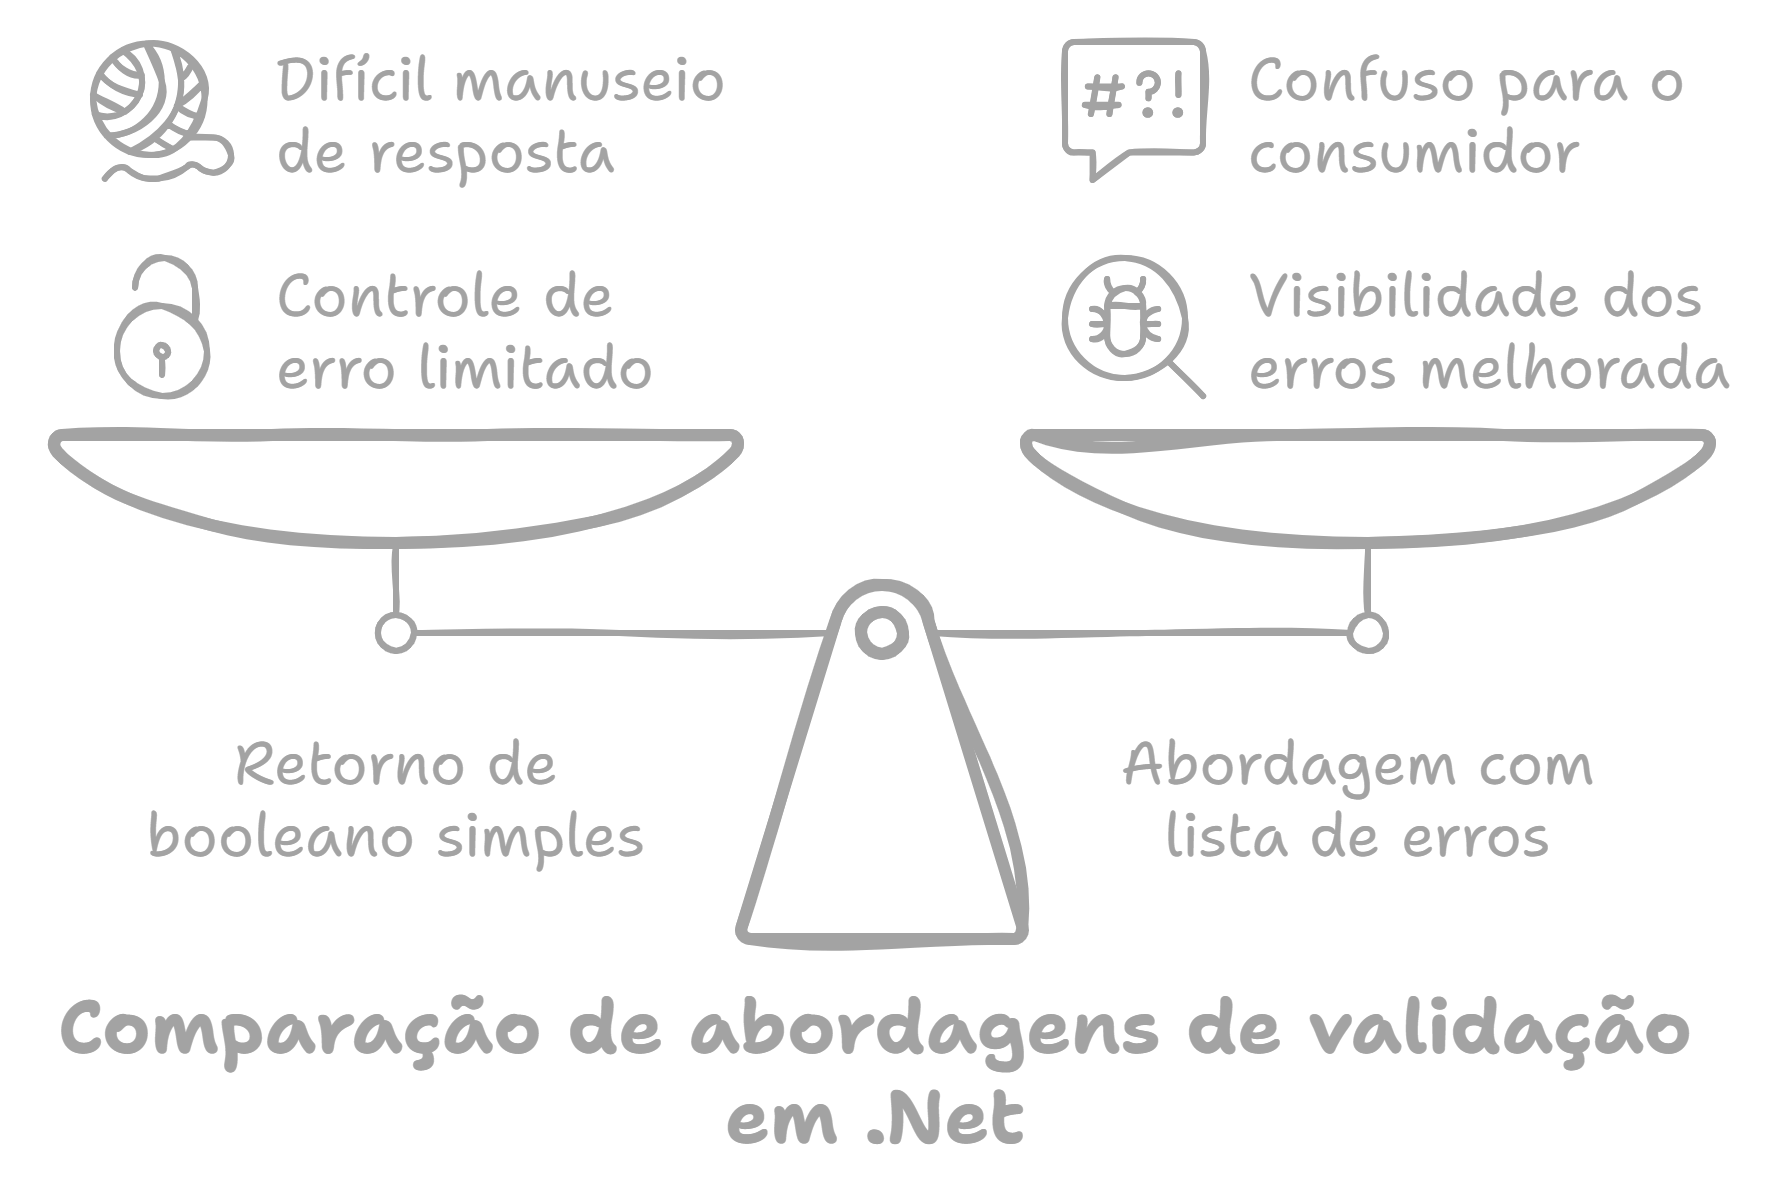 Difícil manuseio
de resposta
Controle de
erro limitado
#?!
Confuso para o
consumidor
Visibilidade dos
erros melhorada
Retorno de
booleano simples
Abordagem com
lista de erros
Comparação de abordagens de validação
em .Net